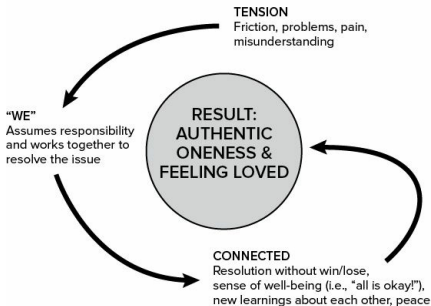 TENSION
Friction, problems, pain,
misunderstanding
“WE”
Assumes responsibility
and works together to
resolve the issue
RESULT:
AUTHENTIC
ONENESS &
FEELING LOVED
CONNECTED
Resolution without win/lose,
sense of well-being (i.e., “all is okay!”),
new learnings about each other, peace